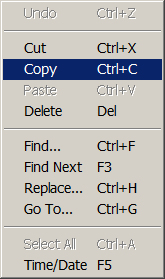 Undo Ctrl+Z
Cut Ctrl+X
Copy Ctrl+C
Paste Ctrl+V
Delete Del
Find... Ctrl+F
Find Next F3
Replace... Ctrl+H
Go To... Ctrl+G
Select All Ctrl+A
Time/Date F5